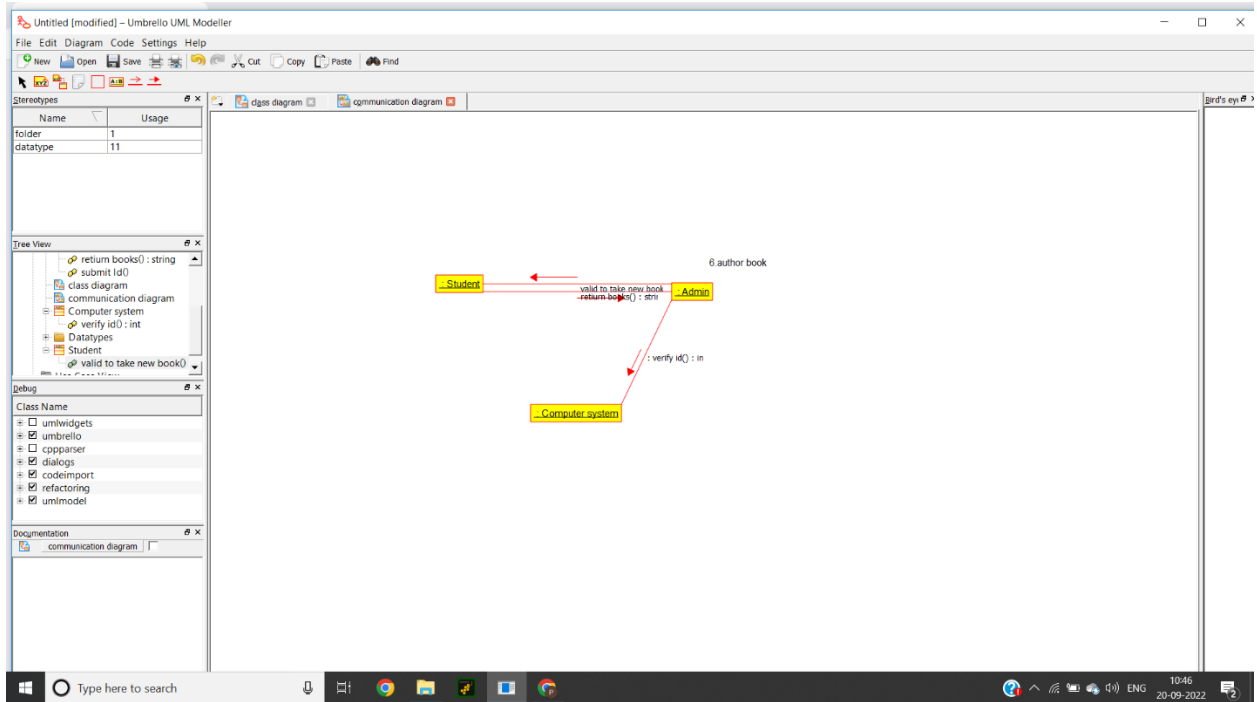 Untitled [modified] – Umbrello UML Modeller
File Edit Diagram Code Settings Help
New Open Save Cut Copy Paste Find
Stereotypes
class diagram communication diagram
Bird's eye
Name Usage
folder 1
datatype 11
Tree View
retiurn books() : string
submit Id()
class diagram
communication diagram
Computer system
verify id() : int
Datatypes
Student
valid to take new book()
6.author book
: Student
valid to take new book
retiurn books() : strin
: Admin
: verify id() : in
: Computer system
Debug
Class Name
umlwidgets
umbrello
cppparser
dialogs
codeimport
refactoring
umlmodel
Documentation
communication diagram
Type here to search
ENG
10:46
20-09-2022
2